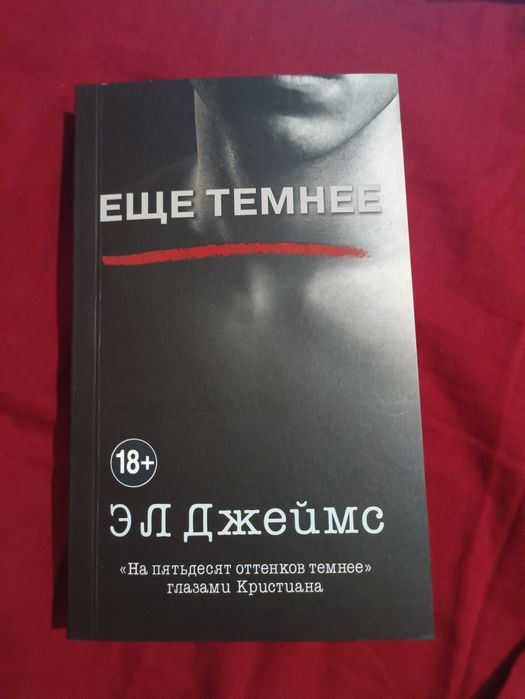 ЕЩЕ ТЕМНЕЕ
18+
ЭЛ Джеймс
«На пятьдесят оттенков темнее»
глазами Кристиана